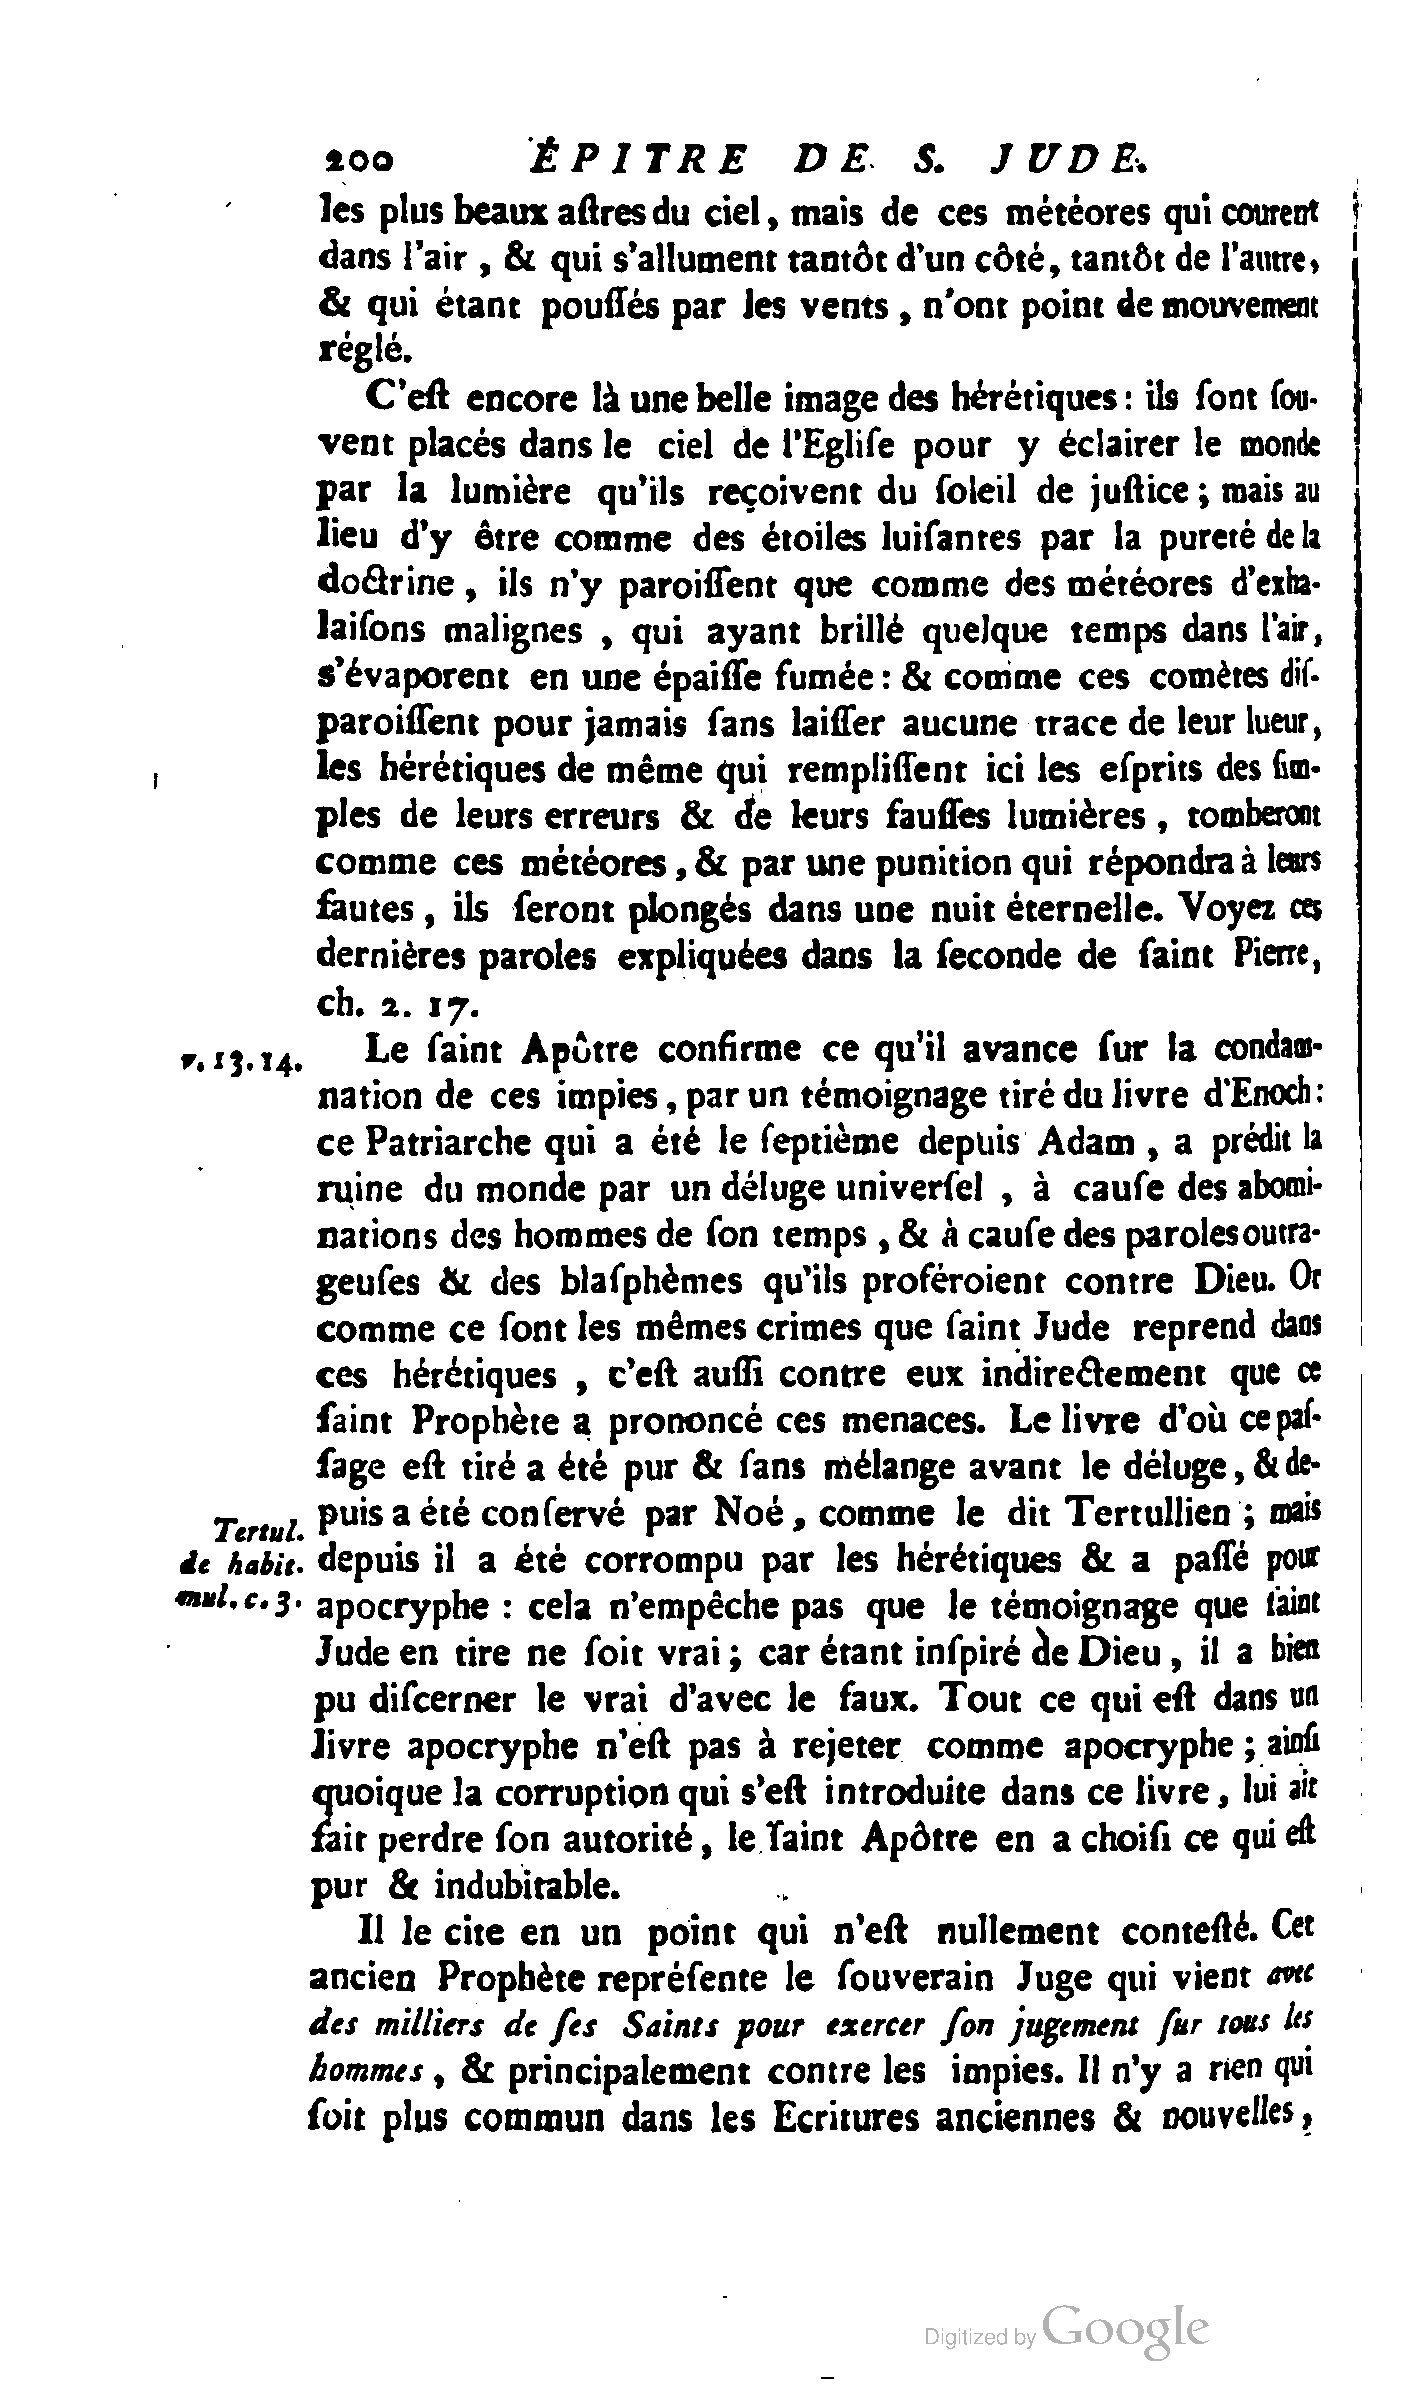 200 ÉPITRE DE S. JUDE.
les plus beaux aſtres du ciel, mais de ces météores qui courent
dans l'air, & qui s'allument tantôt d'un côté, tantôt de l'autre,
& qui étant pouſſés par les vents, n'ont point de mouvement
réglé.
C'eſt encore là une belle image des hérétiques: ils ſont ſou-
vent placés dans le ciel de l'Egliſe pour y éclairer le monde
par la lumière qu'ils reçoivent du ſoleil de juſtice; mais au
lieu d'y être comme des étoiles luiſantes par la pureté de la
doctrine, ils n'y paroiſſent que comme des météores d'exha-
laiſons malignes, qui ayant brillé quelque temps dans l'air,
s'évaporent en une épaiſſe fumée: & comme ces comètes diſ-
paroiſſent pour jamais ſans laiſſer aucune trace de leur lueur,
les hérétiques de même qui rempliſſent ici les eſprits des ſim-
ples de leurs erreurs & de leurs fauſſes lumières, tomberont
comme ces météores, & par une punition qui répondra à leurs
fautes, ils ſeront plongés dans une nuit éternelle. Voyez ces
dernières paroles expliquées dans la ſeconde de ſaint Pierre,
ch. 2. 17.
v. 13. 14. Le ſaint Apûtre confirme ce qu'il avance ſur la condam-
nation de ces impies, par un témoignage tiré du livre d'Enoch:
ce Patriarche qui a été le ſeptième depuis Adam, a prédit la
ruine du monde par un déluge univerſel, à cauſe des abomi-
nations des hommes de ſon temps, & à cauſe des paroles outra-
geuſes & des blaſphèmes qu'ils proféroient contre Dieu. Or
comme ce ſont les mêmes crimes que ſaint Jude reprend dans
ces hérétiques, c'eſt auſſi contre eux indirectement que ce
ſaint Prophète a prononcé ces menaces. Le livre d'où ce paſ-
ſage eſt tiré a été pur & ſans mélange avant le déluge, & de-
Tertul. puis a été conſervé par Noé, comme le dit Tertullien; mais
de habit. depuis il a été corrompu par les hérétiques & a paſſé pour
mul. c. 3. apocryphe: cela n'empêche pas que le témoignage que ſaint
Jude en tire ne ſoit vrai; car étant inſpiré de Dieu, il a bien
pu diſcerner le vrai d'avec le faux. Tout ce qui eſt dans un
livre apocryphe n'eſt pas à rejeter comme apocryphe; ainſi
quoique la corruption qui s'eſt introduite dans ce livre, lui ait
fait perdre ſon autorité, le ſaint Apôtre en a choiſi ce qui eſt
pur & indubitable.
Il le cite en un point qui n'eſt nullement conteſté. Cet
ancien Prophète repréſente le ſouverain Juge qui vient avec
des milliers de ſes Saints pour exercer ſon jugement ſur tous les
hommes, & principalement contre les impies. Il n'y a rien qui
ſoit plus commun dans les Ecritures anciennes & nouvelles,
Digitized by Google